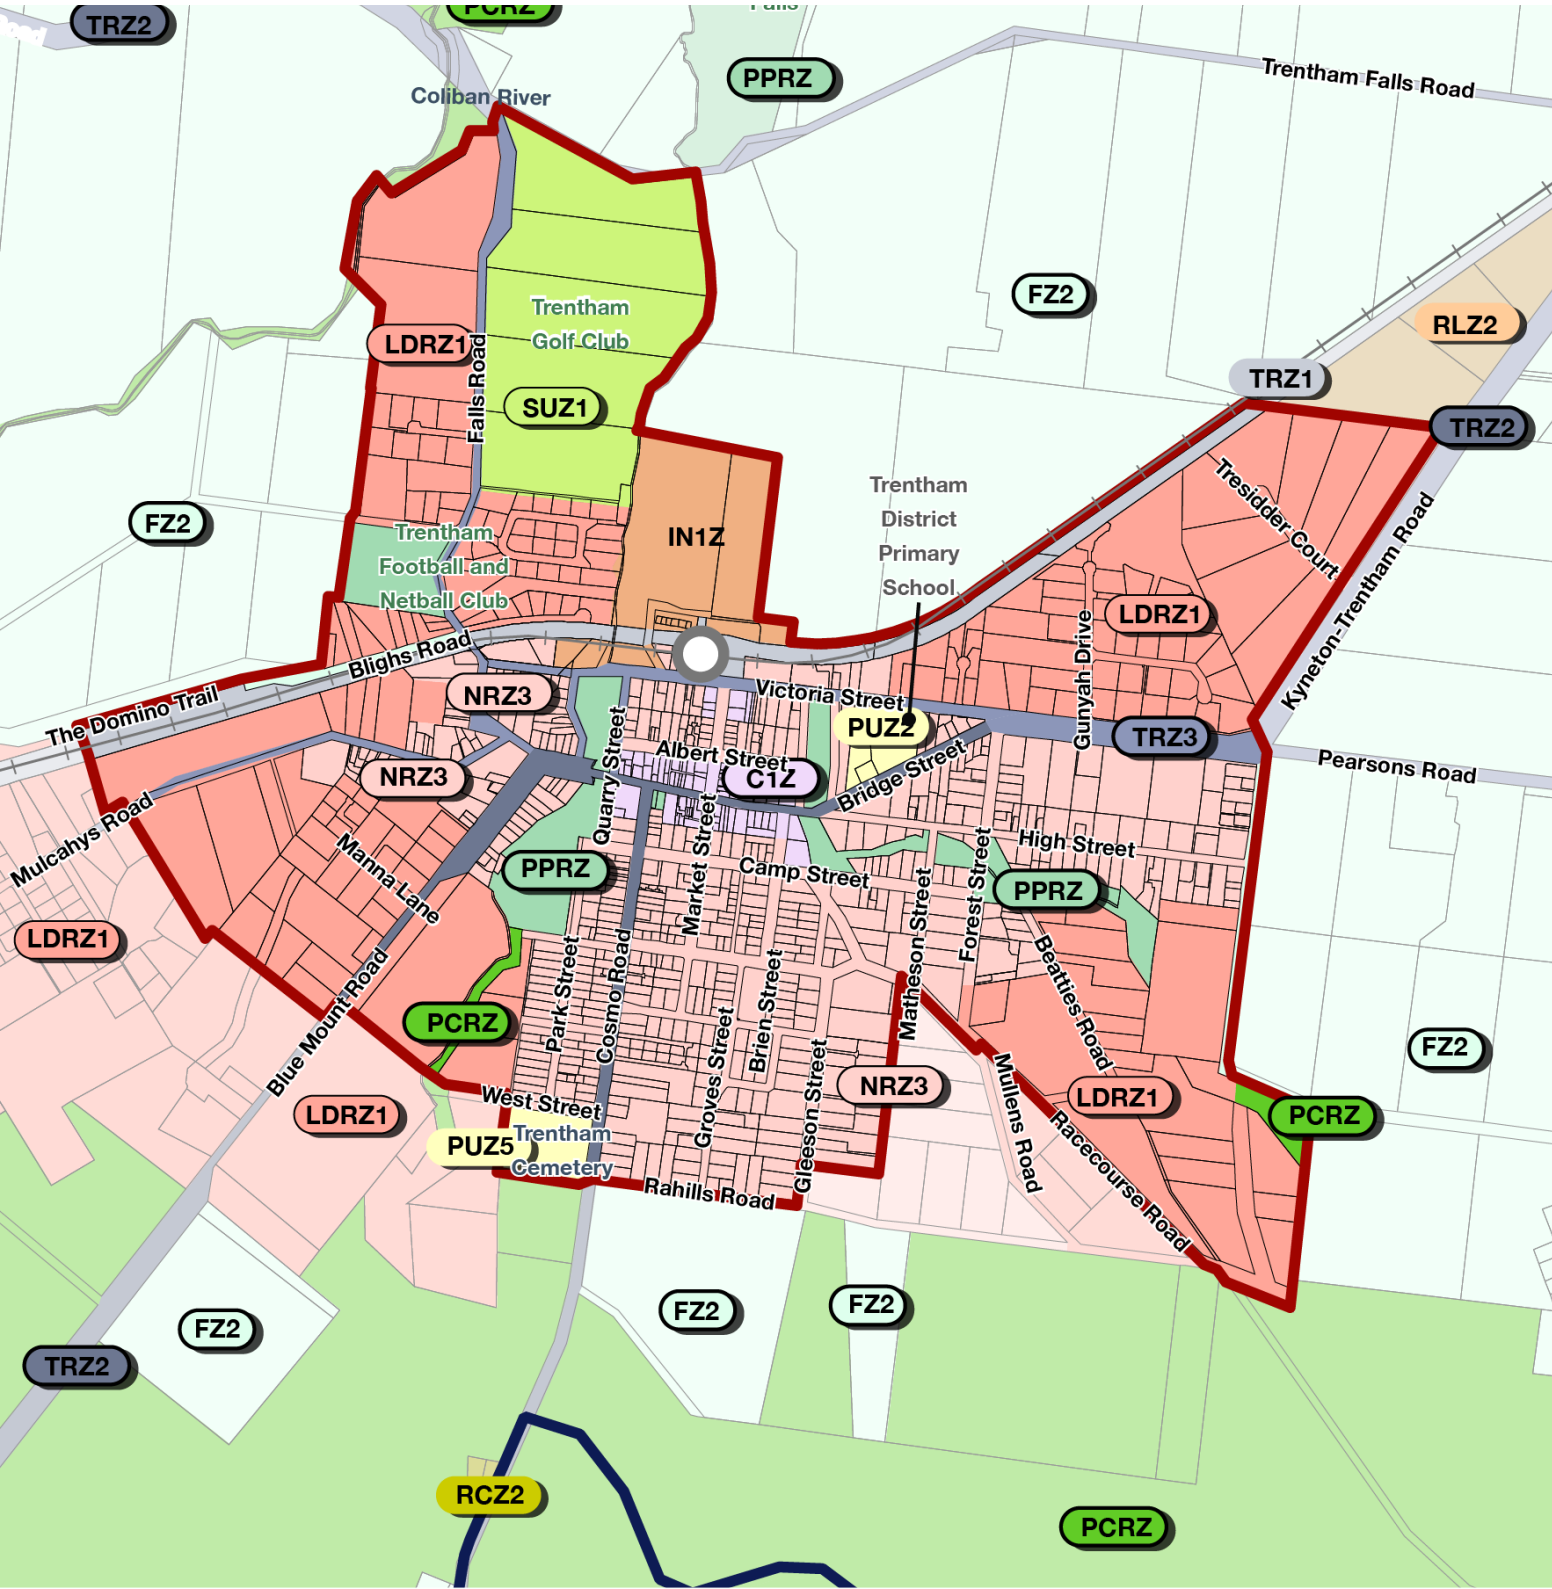 PCRZ
Falls
TRZ2
PPRZ
Trentham Falls Road
Coliban River
FZ2
Trentham
Golf Club
RLZ2
LDRZ1
Falls Road
TRZ1
SUZ1
TRZ2
Trentham
District
Primary
School
Tresidder Court
FZ2
Trentham
Football and
Netball Club
IN1Z
Kyneton-Trentham Road
LDRZ1
Gunyah Drive
Blighs Road
The Domino Trail
NRZ3
Victoria Street
PUZ2
TRZ3
Quarry Street
Albert Street
NRZ3
C1Z
Bridge Street
Pearsons Road
Mulcahys Road
Manna Lane
Market Street
High Street
PPRZ
Camp Street
PPRZ
Matheson Street
Forest Street
LDRZ1
Beatties Road
Blue Mount Road
PCRZ
Park Street
Cosmo Road
Brien Street
Groves Street
Gleeson Street
FZ2
NRZ3
Mullens Road
LDRZ1
West Street
LDRZ1
PCRZ
PUZ5
Trentham
Cemetery
Racecourse Road
Rahills Road
FZ2
FZ2
FZ2
TRZ2
RCZ2
PCRZ